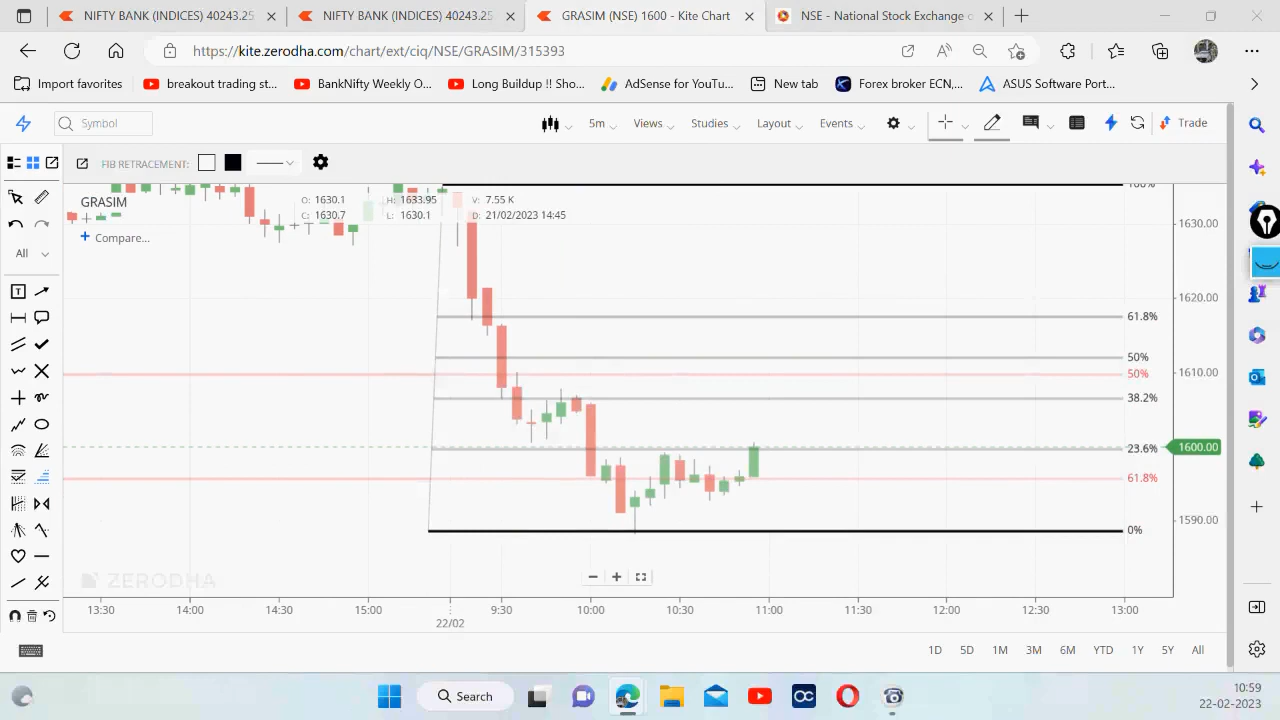 NIFTY BANK (INDICES) 40243.25
NIFTY BANK (INDICES) 40243.25
GRASIM (NSE) 1600 - Kite Chart
NSE - National Stock Exchange o
https://kite.zerodha.com/chart/ext/ciq/NSE/GRASIM/315393
Import favorites
breakout trading st...
BankNifty Weekly O...
Long Buildup !! Sho...
AdSense for YouTu...
New tab
Forex broker ECN,...
ASUS Software Port...
Symbol
5m
Views
Studies
Layout
Events
Trade
FIB RETRACEMENT:
GRASIM
O: 1630.1 H: 1633.95 V: 7.55 K
C: 1630.7 L: 1630.1 D: 21/02/2023 14:45
+ Compare...
All
100%
1630.00
1620.00
61.8%
50%
1610.00
50%
38.2%
1600.00
23.6%
61.8%
1590.00
0%
ZERODHA
13:30 14:00 14:30 15:00 9:30 10:00 10:30 11:00 11:30 12:00 12:30 13:00
22/02
1D 5D 1M 3M 6M YTD 1Y 5Y All
Search
10:59
22-02-2023